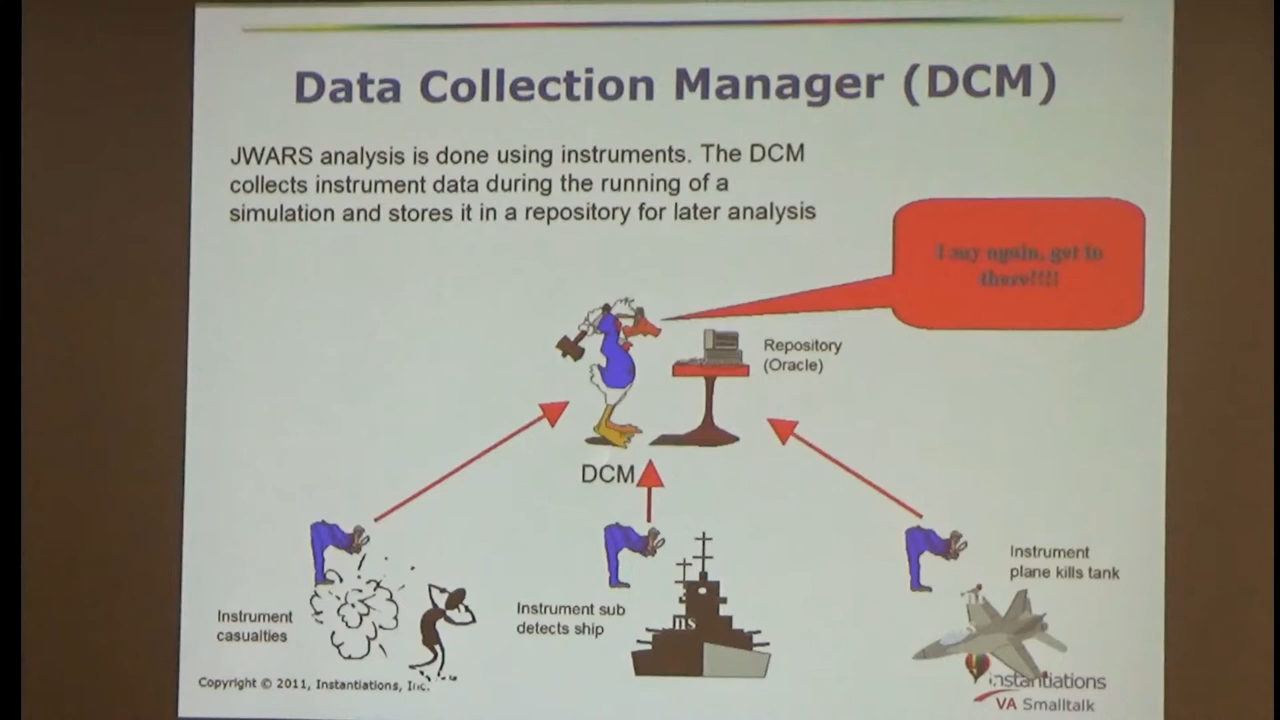 Data Collection Manager (DCM)
JWARS analysis is done using instruments. The DCM
collects instrument data during the running of a
simulation and stores it in a repository for later analysis
I say again, get in
there!!!!
Repository
(Oracle)
DCM
Instrument
casualties
Instrument sub
detects ship
Instrument
plane kills tank
Copyright © 2011, Instantiations, Inc.
instantiations
VA Smalltalk